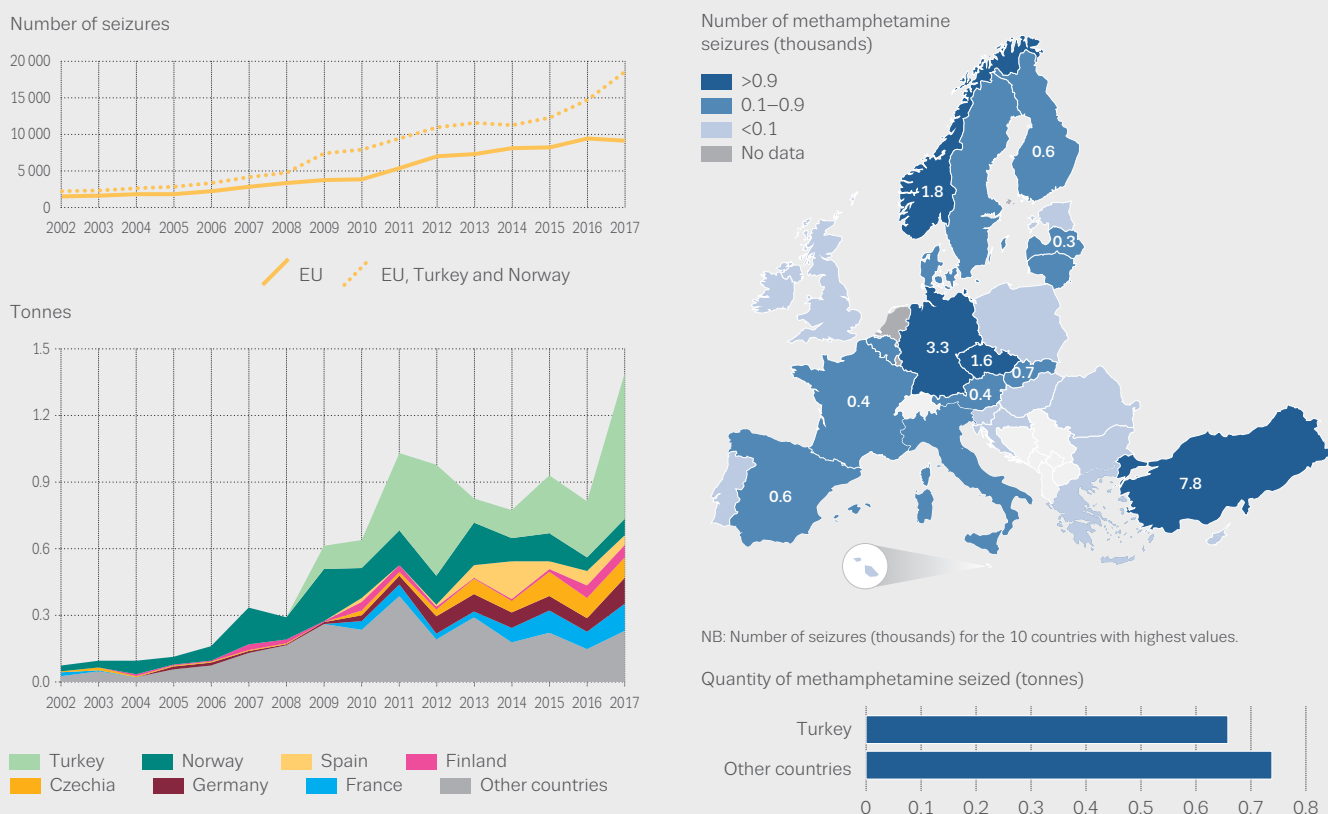 Number of seizures
20 000
15 000
10 000
5 000
0
2002 2003 2004 2005 2006 2007 2008 2009 2010 2011 2012 2013 2014 2015 2016 2017
EU EU, Turkey and Norway
Tonnes
1.5
1.2
0.9
0.6
0.3
0.0
2002 2003 2004 2005 2006 2007 2008 2009 2010 2011 2012 2013 2014 2015 2016 2017
Turkey Norway Spain Finland
Czechia Germany France Other countries
Number of methamphetamine
seizures (thousands)
>0.9
0.1–0.9
<0.1
No data
0.6
1.8
0.3
3.3
1.6
0.7
0.4
0.4
7.8
0.6
NB: Number of seizures (thousands) for the 10 countries with highest values.
Quantity of methamphetamine seized (tonnes)
Turkey
Other countries
0 0.1 0.2 0.3 0.4 0.5 0.6 0.7 0.8